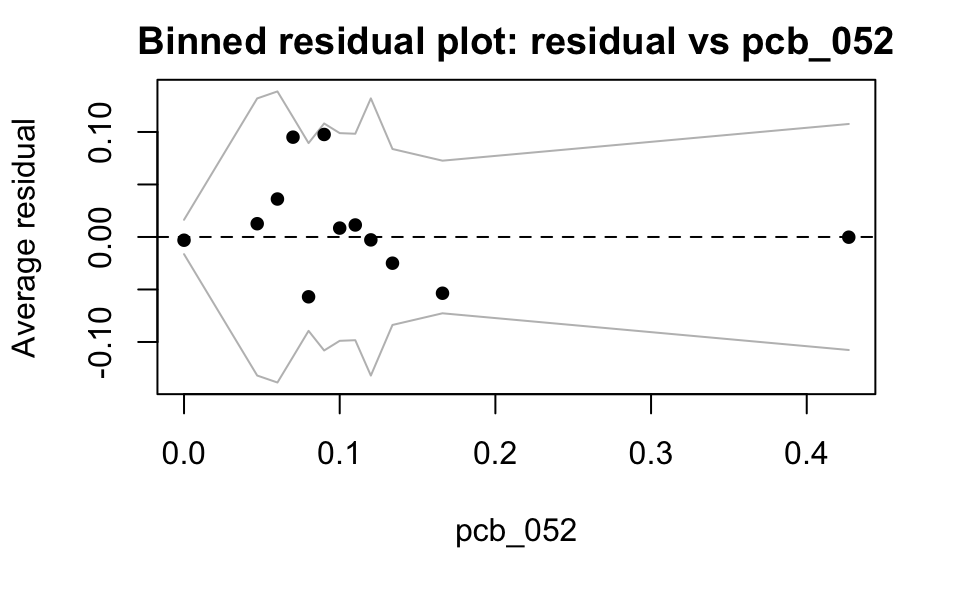 Binned residual plot: residual vs pcb_052
Average residual
0.10
0.00
-0.10
0.0 0.1 0.2 0.3 0.4
pcb_052